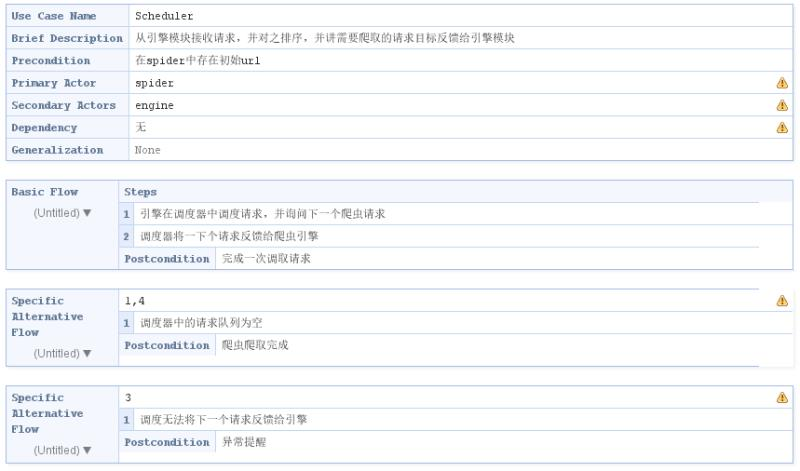 Use Case Name Scheduler
Brief Description 从引擎模块接收请求，并对之排序，并讲需要爬取的请求目标反馈给引擎模块
Precondition 在spider中存在初始url
Primary Actor spider
Secondary Actors engine
Dependency 无
Generalization None
Basic Flow Steps
(Untitled) ▼
1 引擎在调度器中调度请求，并询问下一个爬虫请求
2 调度器将一下个请求反馈给爬虫引擎
Postcondition 完成一次调取请求
Specific Alternative Flow 1,4
(Untitled) ▼
1 调度器中的请求队列为空
Postcondition 爬虫爬取完成
Specific Alternative Flow 3
(Untitled) ▼
1 调度无法将下一个请求反馈给引擎
Postcondition 异常提醒